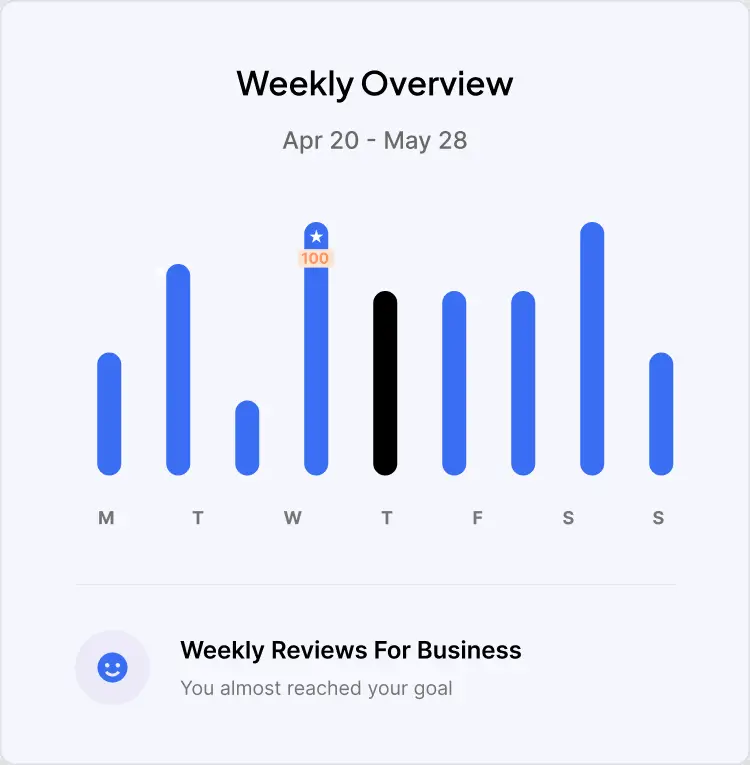 Weekly Overview
Apr 20 - May 28
100
M T W T F S S
Weekly Reviews For Business
You almost reached your goal